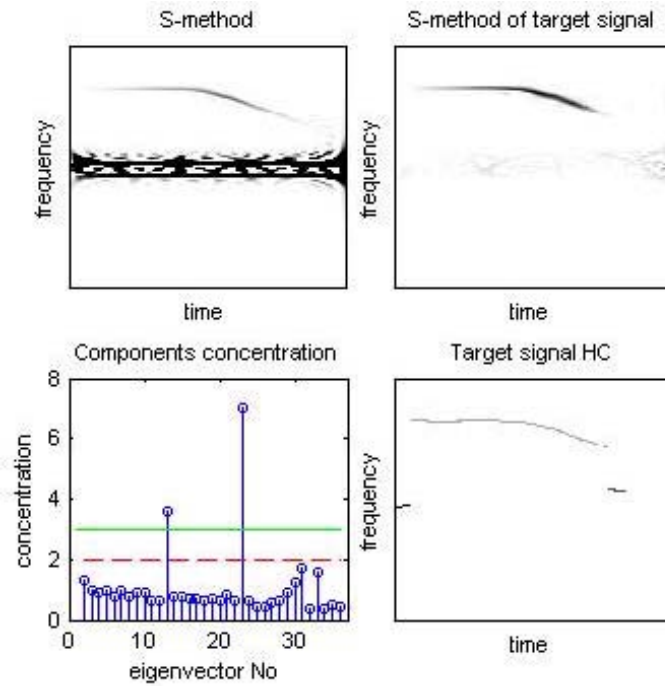 S-method
frequency
time
S-method of target signal
frequency
time
Components concentration
concentration
8
6
4
2
0
0
10
20
30
eigenvector No
Target signal HC
frequency
time